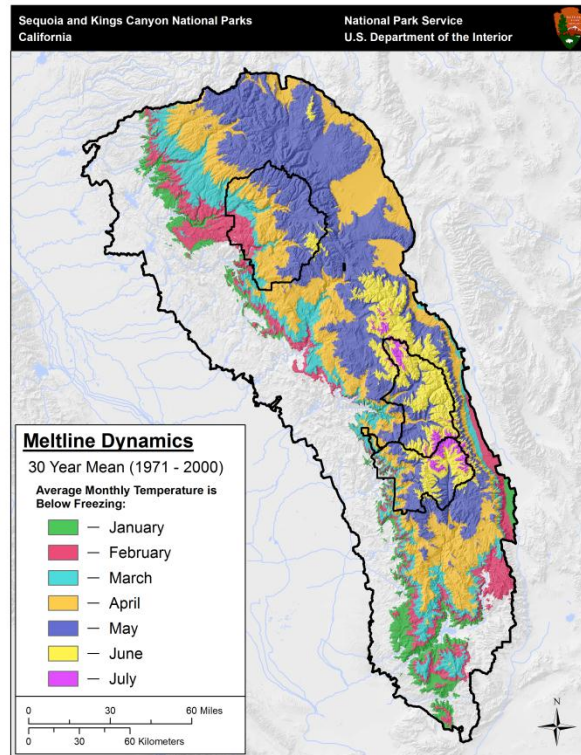 Sequoia and Kings Canyon National Parks
California
National Park Service
U.S. Department of the Interior
Meltline Dynamics
30 Year Mean (1971 - 2000)
Average Monthly Temperature is
Below Freezing:
— January
— February
— March
— April
— May
— June
— July
0 30 60 Miles
0 30 60 Kilometers
N